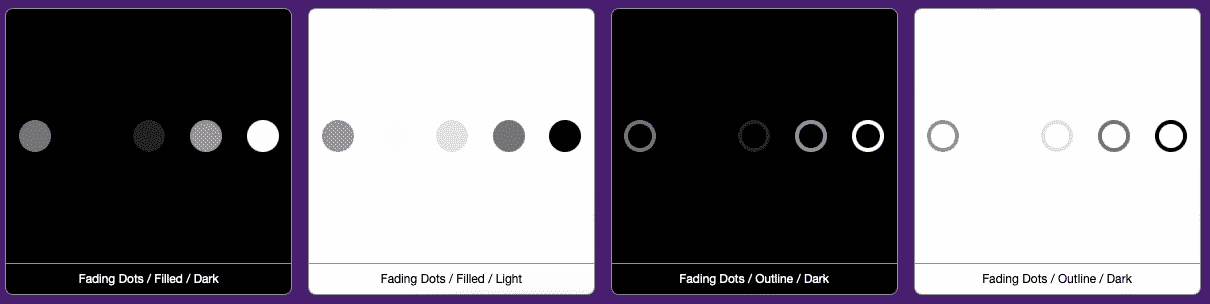 Fading Dots / Filled / Dark
Fading Dots / Filled / Light
Fading Dots / Outline / Dark
Fading Dots / Outline / Dark